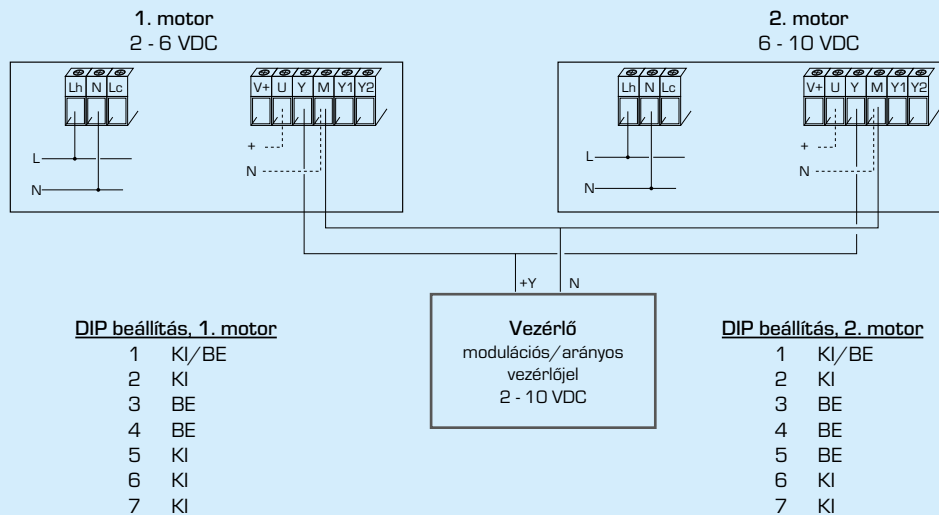 1. motor
2 - 6 VDC
Lh N Lc
V+ U Y M Y1 Y2
+
N
L
N
2. motor
6 - 10 VDC
Lh N Lc
V+ U Y M Y1 Y2
+
N
L
N
+Y N
Vezérlő
modulációs/arányos
vezérlőjel
2 - 10 VDC
DIP beállítás, 1. motor
1 KI/BE
2 KI
3 BE
4 BE
5 KI
6 KI
7 KI
DIP beállítás, 2. motor
1 KI/BE
2 KI
3 BE
4 BE
5 BE
6 KI
7 KI